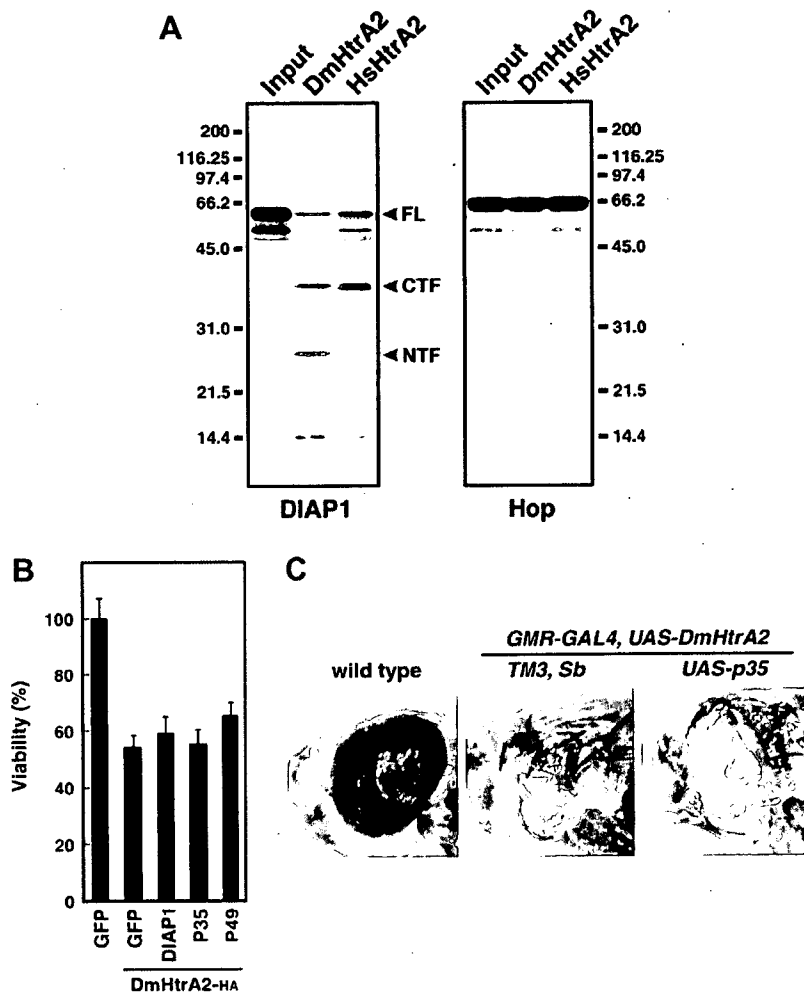 A
Input
DmHtrA2
HsHtrA2
Input
DmHtrA2
HsHtrA2
200
116.25
97.4
66.2
45.0
31.0
21.5
14.4
FL
CTF
NTF
200
116.25
97.4
66.2
45.0
31.0
21.5
14.4
DIAP1
Hop
B
Viability (%)
100
80
60
40
20
0
GFP
GFP
DIAP1
P35
P49
DmHtrA2-HA
C
GMR-GAL4, UAS-DmHtrA2
wild type
TM3, Sb
UAS-p35